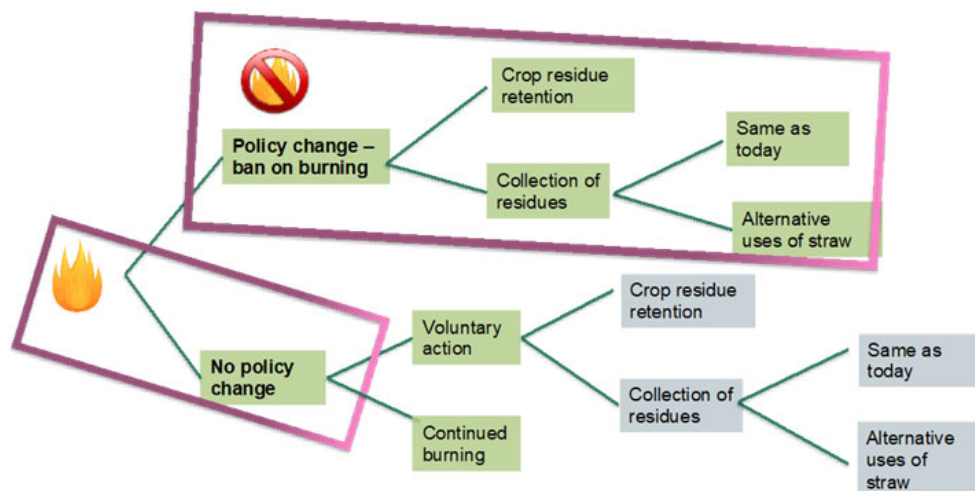 Crop residue
retention
Policy change –
ban on burning
Same as
today
Collection of
residues
Alternative
uses of straw
Crop residue
retention
Voluntary
action
No policy
change
Same as
today
Collection of
residues
Continued
burning
Alternative
uses of
straw